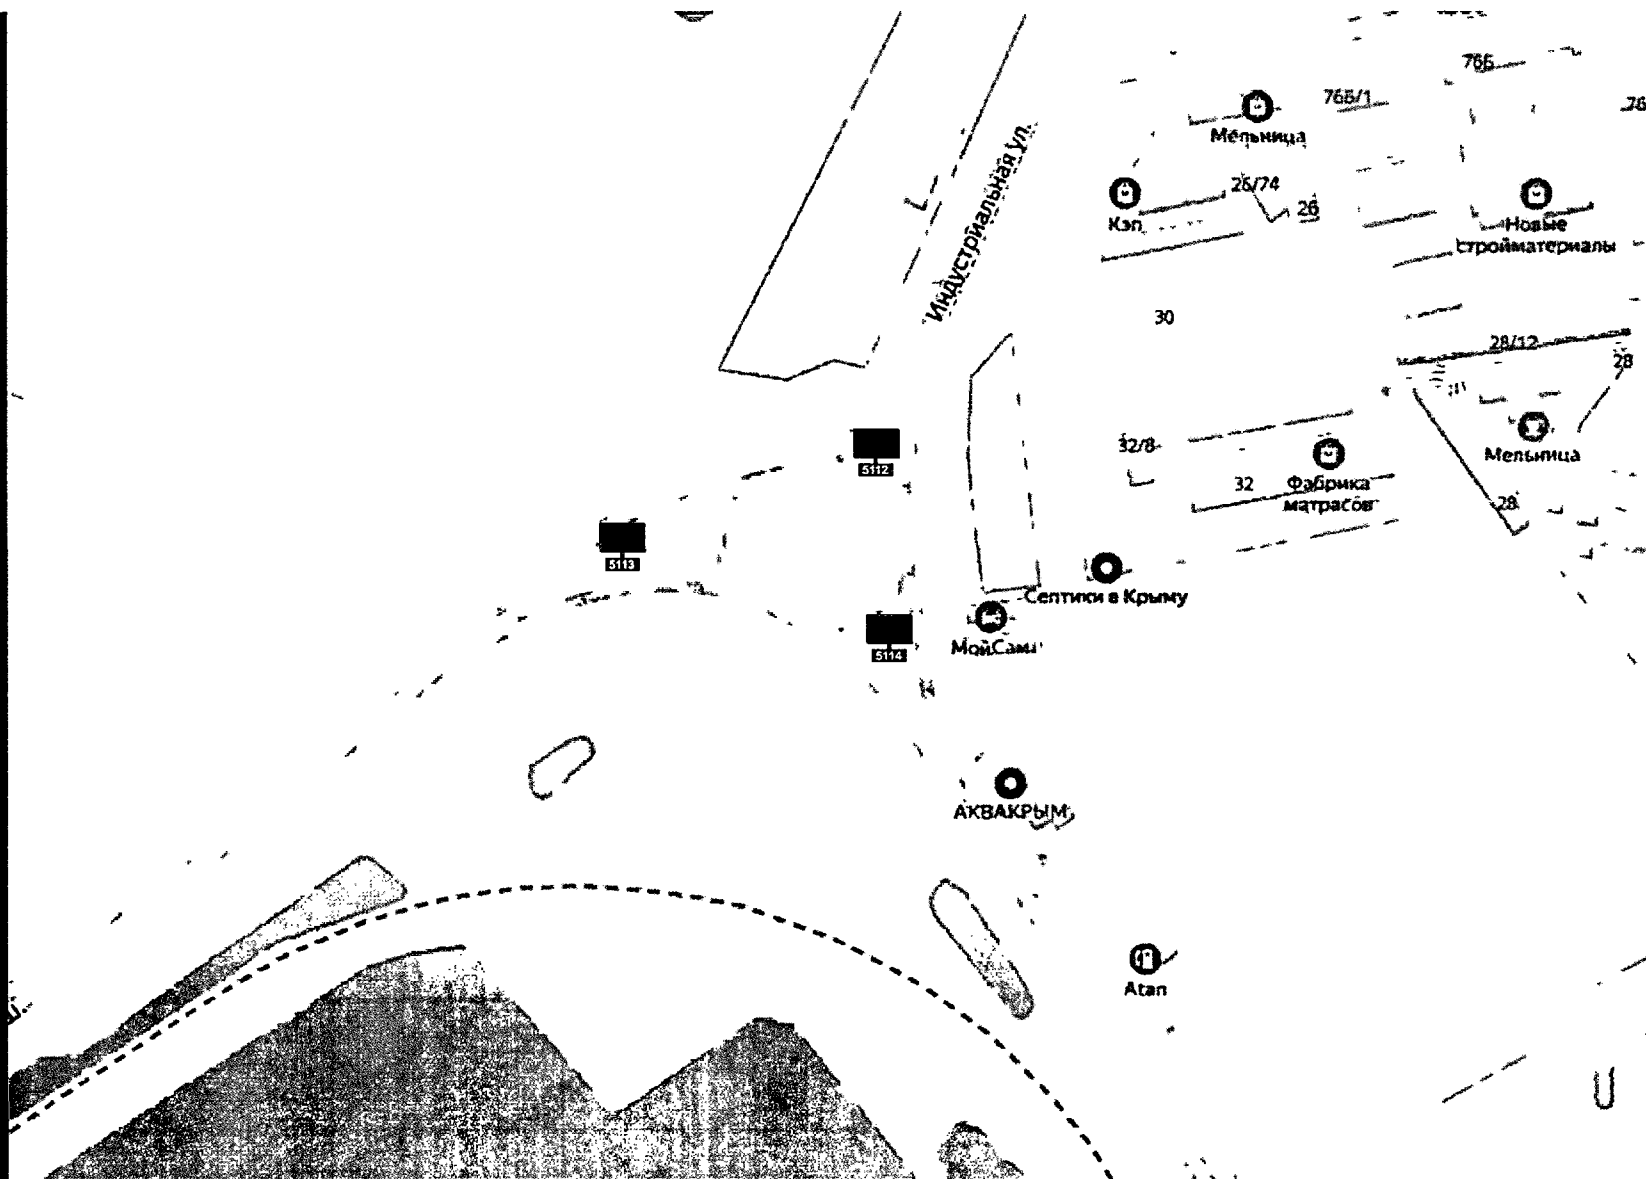 76Б
76Б/1
76
Мельница
26/74
26
Кэп
Новые
стройматериалы
Индустриальная ул.
30
28/12
28
32/8
Мельница
5112
32
Фабрика
матрасов
28
5113
Септики в Крыму
МойСам
5114
АКВАКРЫМ
Atan